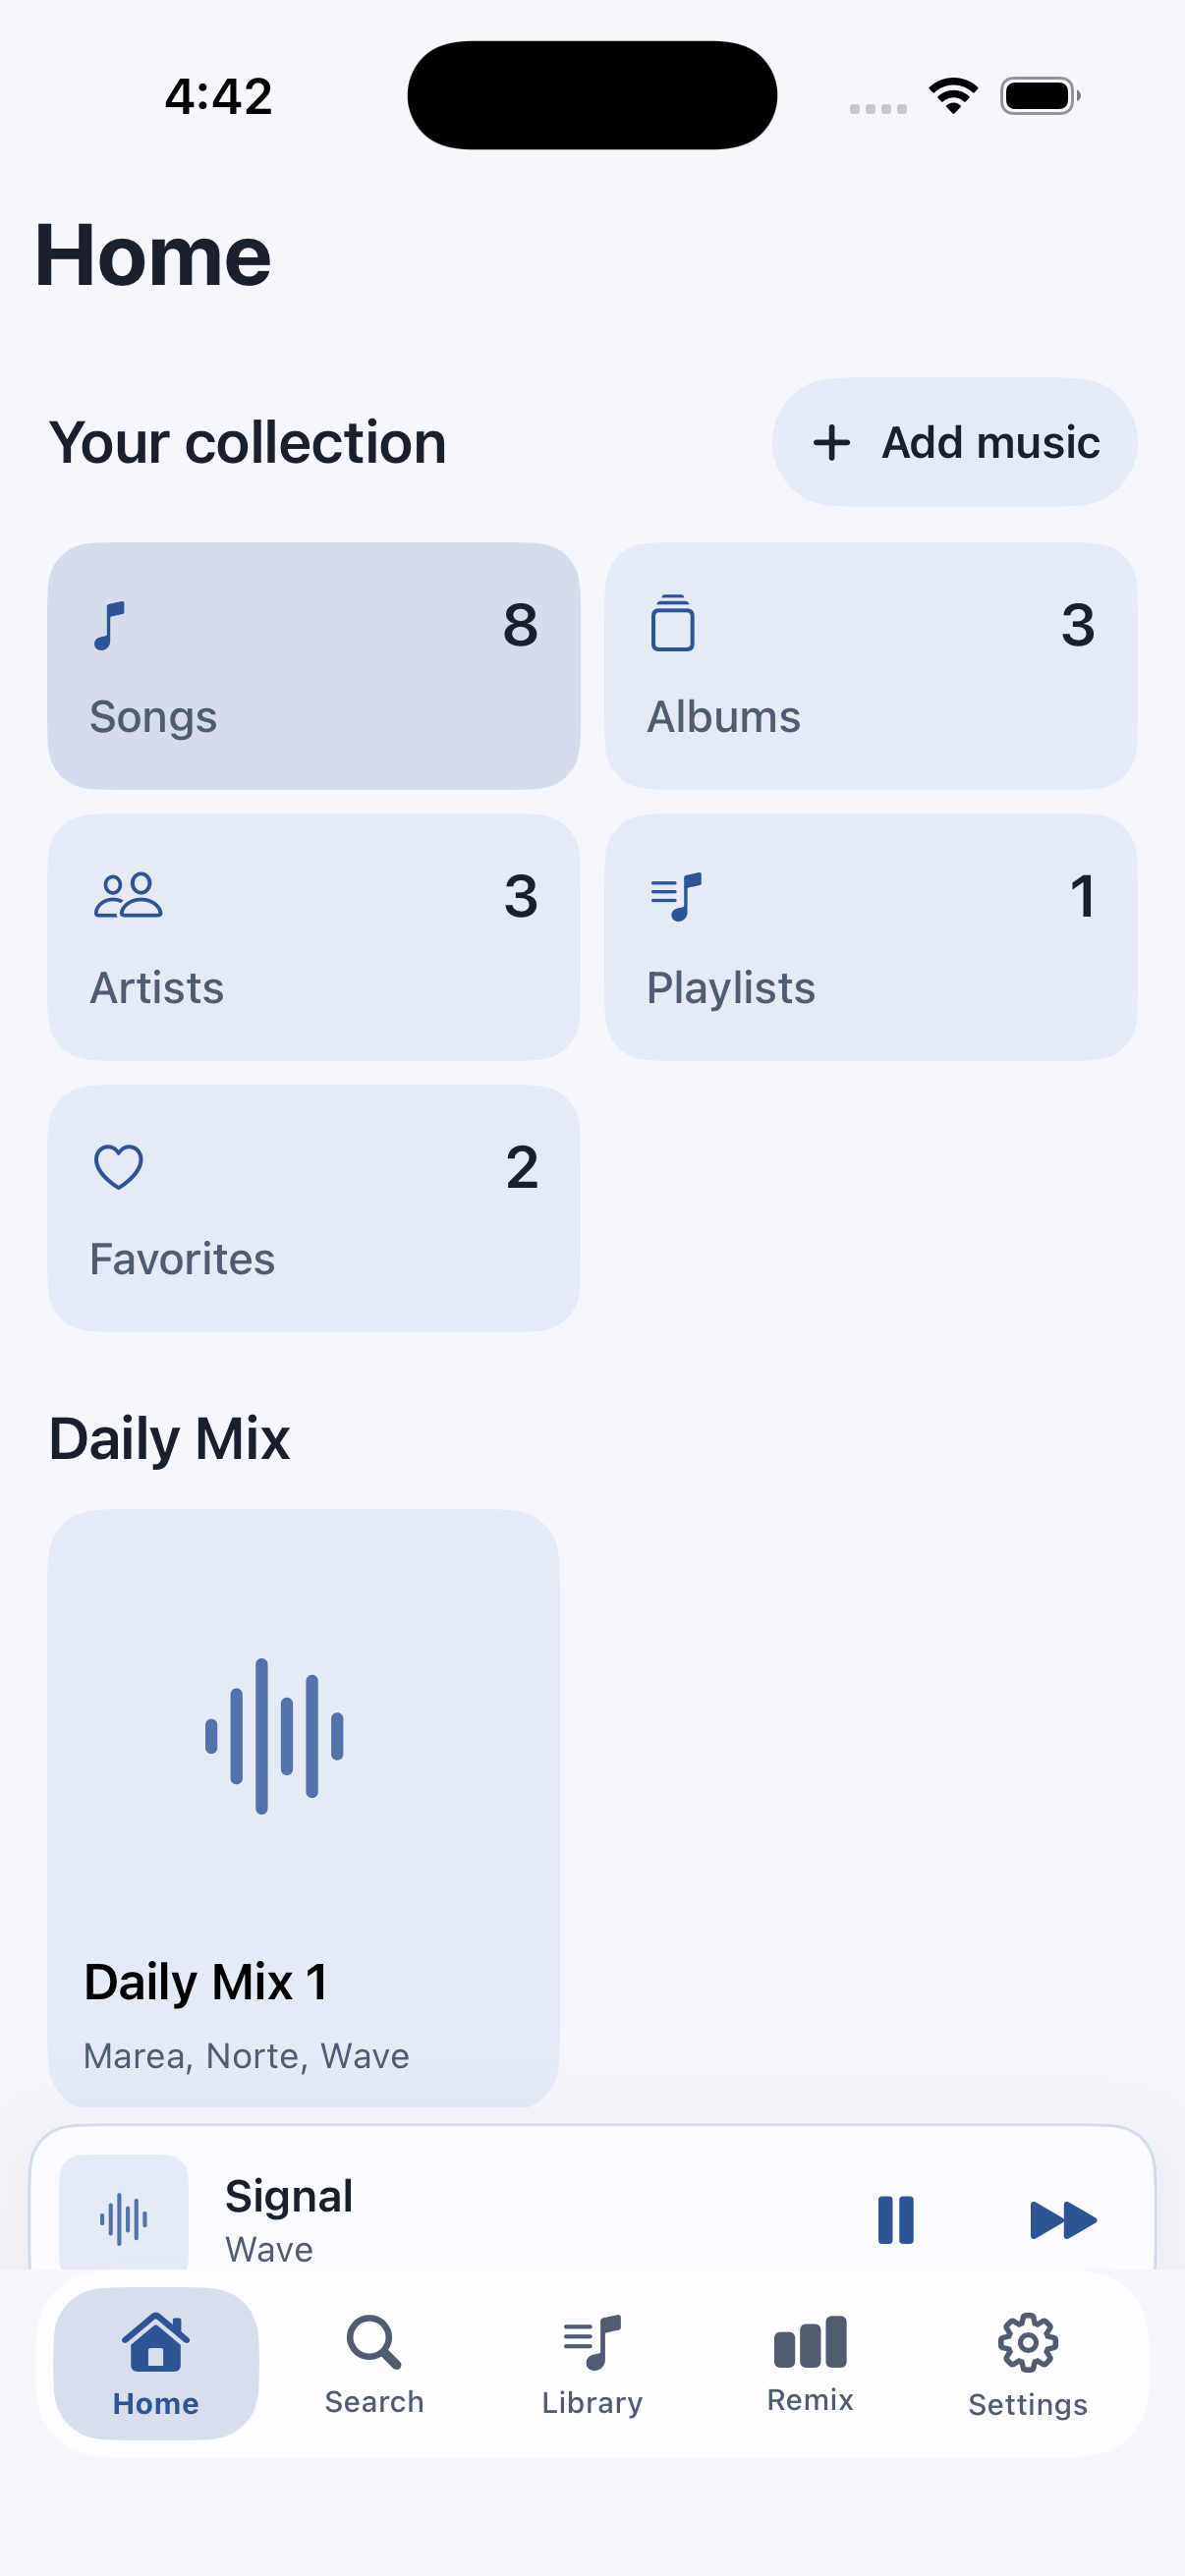 4:42
Home
Your collection
Add music
8
Songs
3
Albums
3
Artists
1
Playlists
2
Favorites
Daily Mix
Daily Mix 1
Marea, Norte, Wave
Signal
Wave
Home
Search
Library
Remix
Settings